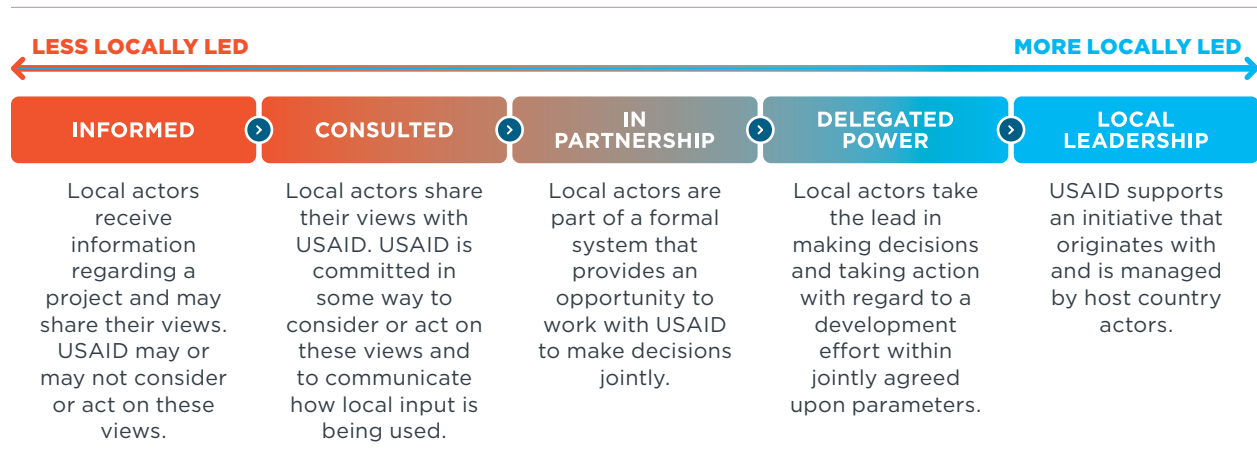 LESS LOCALLY LED
MORE LOCALLY LED
INFORMED
CONSULTED
IN
PARTNERSHIP
DELEGATED
POWER
LOCAL
LEADERSHIP
Local actors
receive
information
regarding a
project and may
share their views.
USAID may or
may not consider
or act on these
views.
Local actors share
their views with
USAID. USAID is
committed in
some way to
consider or act on
these views and
to communicate
how local input is
being used.
Local actors are
part of a formal
system that
provides an
opportunity to
work with USAID
to make decisions
jointly.
Local actors take
the lead in
making decisions
and taking action
with regard to a
development
effort within
jointly agreed
upon parameters.
USAID supports
an initiative that
originates with
and is managed
by host country
actors.